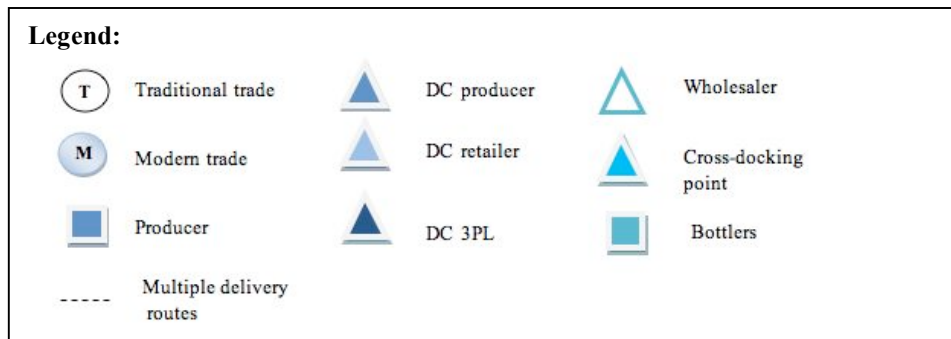 Legend:
T Traditional trade
DC producer
Wholesaler
M Modern trade
DC retailer
Cross-docking
point
Producer
DC 3PL
Bottlers
Multiple delivery
routes